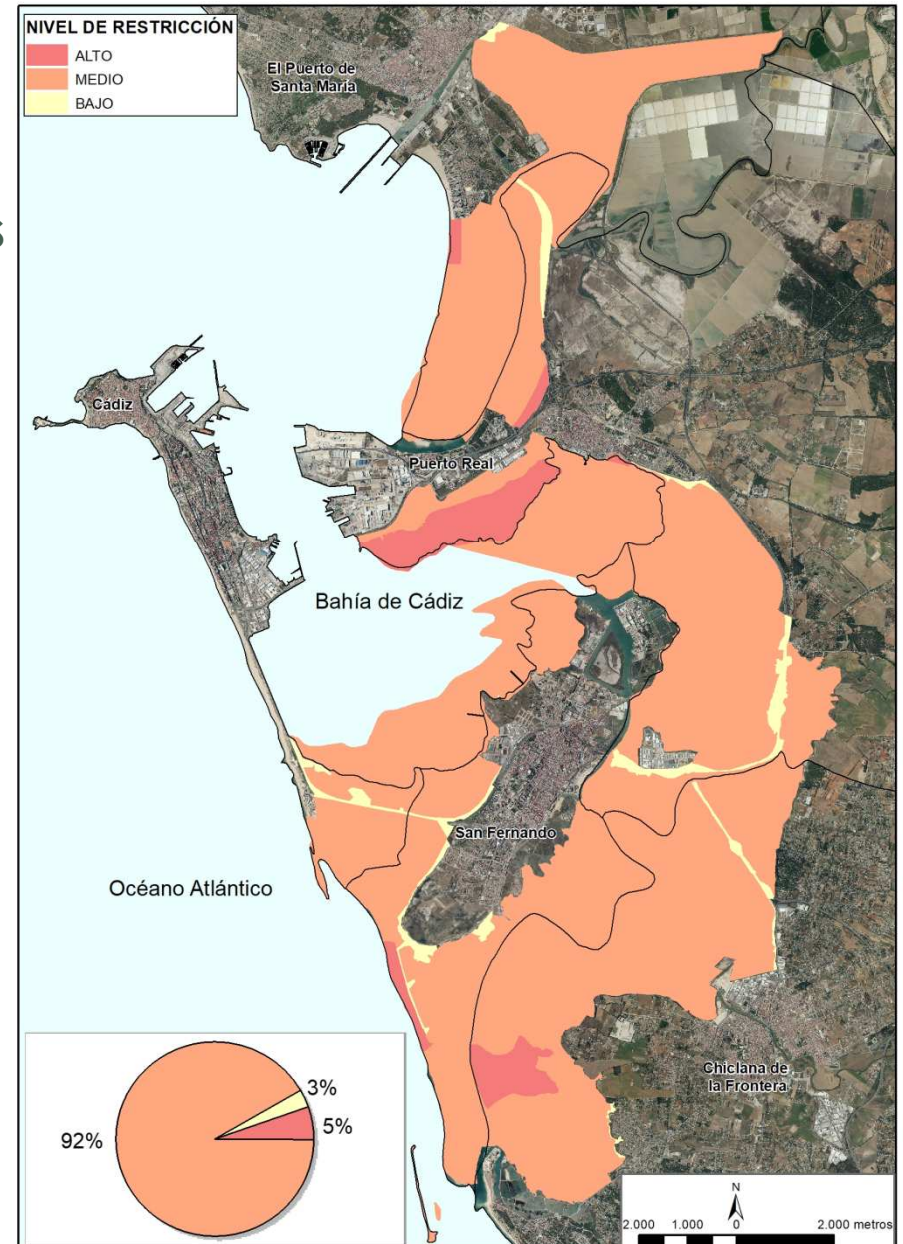 NIVEL DE RESTRICCIÓN
ALTO
MEDIO
BAJO
S
El Puerto de
Santa María
Cádiz
Puerto Real
Bahía de Cádiz
San Fernando
Océano Atlántico
Chiclana de
la Frontera
3%
5%
92%
N
2.000 1.000 0 2.000 metros